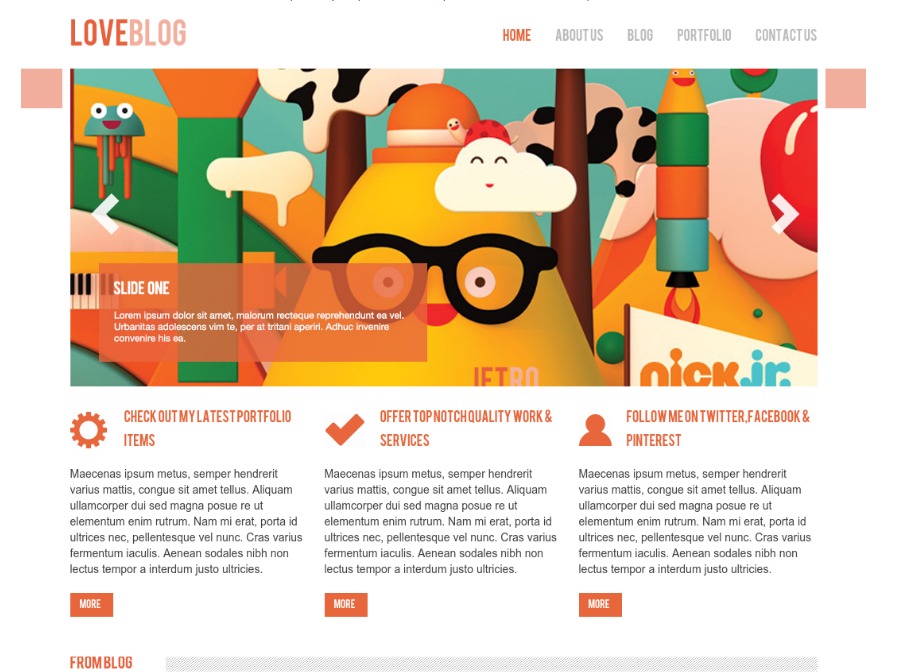 LOVEBLOG
HOME ABOUT US BLOG PORTFOLIO CONTACT US
SLIDE ONE
Lorem ipsum dolor sit amet, malorum recteque reprehendunt ea vel.
Urbanitas adolescens vim te, per at tritani aperiri. Adhuc invenire
convenire his ea.
JETRO
nick jr.
CHECK OUT MY LATEST PORTFOLIO
ITEMS
Maecenas ipsum metus, semper hendrerit
varius mattis, congue sit amet tellus. Aliquam
ullamcorper dui sed magna posue re ut
elementum enim rutrum. Nam mi erat, porta id
ultrices nec, pellentesque vel nunc. Cras varius
fermentum iaculis. Aenean sodales nibh non
lectus tempor a interdum justo ultricies.
MORE
OFFER TOP NOTCH QUALITY WORK &
SERVICES
Maecenas ipsum metus, semper hendrerit
varius mattis, congue sit amet tellus. Aliquam
ullamcorper dui sed magna posue re ut
elementum enim rutrum. Nam mi erat, porta id
ultrices nec, pellentesque vel nunc. Cras varius
fermentum iaculis. Aenean sodales nibh non
lectus tempor a interdum justo ultricies.
MORE
FOLLOW ME ON TWITTER,FACEBOOK &
PINTEREST
Maecenas ipsum metus, semper hendrerit
varius mattis, congue sit amet tellus. Aliquam
ullamcorper dui sed magna posue re ut
elementum enim rutrum. Nam mi erat, porta id
ultrices nec, pellentesque vel nunc. Cras varius
fermentum iaculis. Aenean sodales nibh non
lectus tempor a interdum justo ultricies.
MORE
FROM BLOG